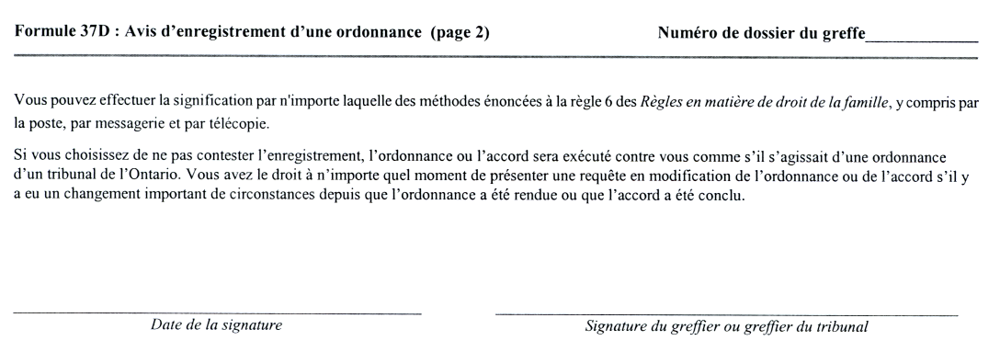 Formule 37D : Avis d’enregistrement d’une ordonnance (page 2) Numéro de dossier du greffe_______________
Vous pouvez effectuer la signification par n'importe laquelle des méthodes énoncées à la règle 6 des Règles en matière de droit de la famille, y compris par
la poste, par messagerie et par télécopie.
Si vous choisissez de ne pas contester l’enregistrement, l’ordonnance ou l’accord sera exécuté contre vous comme s’il s’agissait d’une ordonnance
d’un tribunal de l’Ontario. Vous avez le droit à n’importe quel moment de présenter une requête en modification de l’ordonnance ou de l’accord s’il y
a eu un changement important de circonstances depuis que l’ordonnance a été rendue ou que l’accord a été conclu.
Date de la signature Signature du greffier ou greffier du tribunal